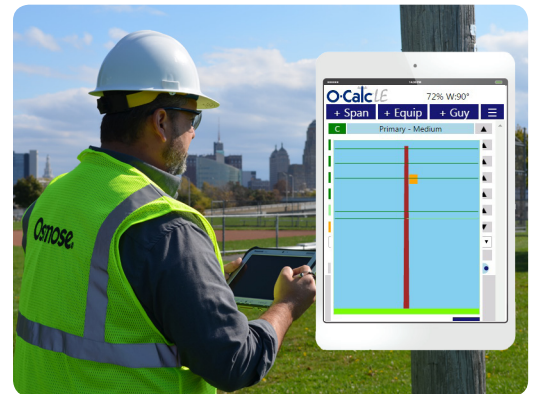 O-Calc LE
72% W:90°
+ Span + Equip + Guy
C Primary - Medium
Osmose.